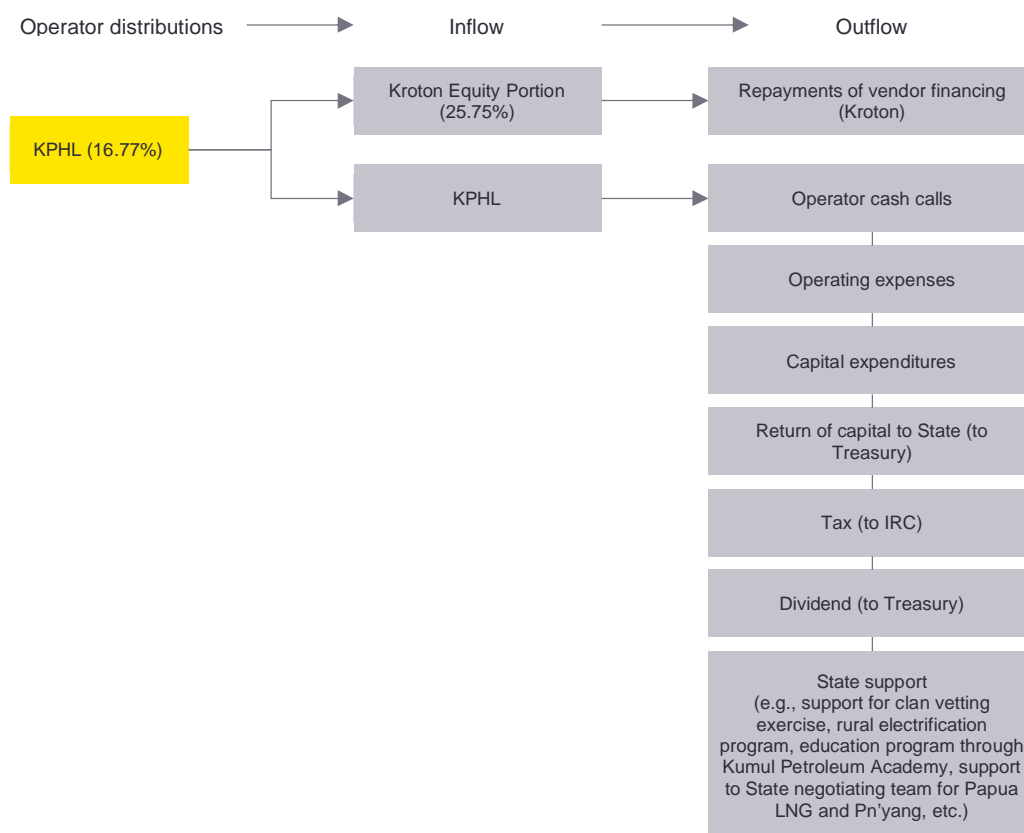 Operator distributions
Inflow
Outflow
KPHL (16.77%)
Kroton Equity Portion
(25.75%)
Repayments of vendor financing
(Kroton)
KPHL
Operator cash calls
Operating expenses
Capital expenditures
Return of capital to State (to
Treasury)
Tax (to IRC)
Dividend (to Treasury)
State support
(e.g., support for clan vetting
exercise, rural electrification
program, education program through
Kumul Petroleum Academy, support
to State negotiating team for Papua
LNG and Pn'yang, etc.)